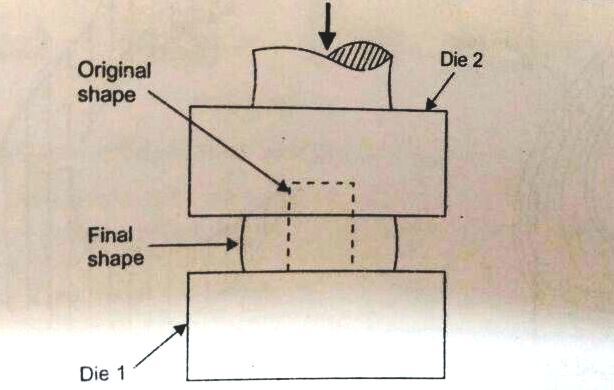 Original
shape
Die 2
Final
shape
Die 1